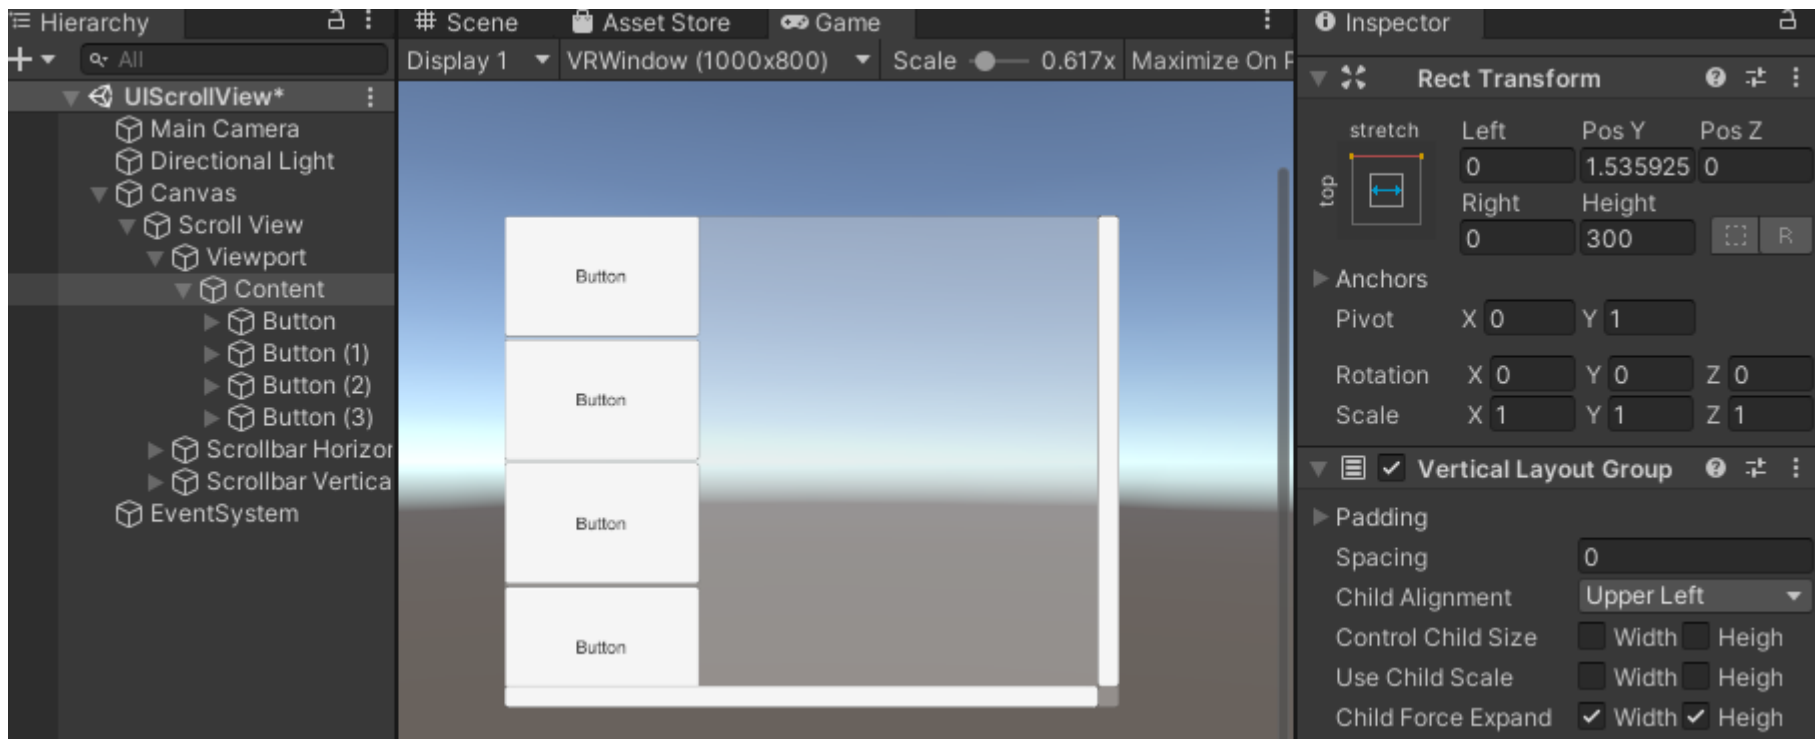 Hierarchy
All
UIScrollView*
Main Camera
Directional Light
Canvas
Scroll View
Viewport
Content
Button
Button (1)
Button (2)
Button (3)
Scrollbar Horizor
Scrollbar Vertica
EventSystem
Scene Asset Store Game
Display 1 VRWindow (1000x800) Scale 0.617x Maximize On P
Button
Button
Button
Button
Inspector
Rect Transform
stretch
top
Left Pos Y Pos Z
0 1.535925 0
Right Height
0 300 R
Anchors
Pivot X 0 Y 1
Rotation X 0 Y 0 Z 0
Scale X 1 Y 1 Z 1
Vertical Layout Group
Padding
Spacing 0
Child Alignment Upper Left
Control Child Size Width Heigh
Use Child Scale Width Heigh
Child Force Expand Width Heigh